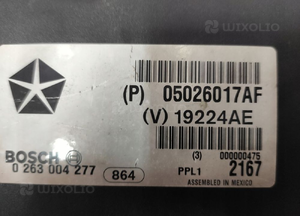 WIXOLIO
(P) 05026017AF
(V) 19224AE
BOSCH
0 263 004 277
864
(3) 000000475
PPL1 2167
ASSEMBLED IN MEXICO
WIXOLIO